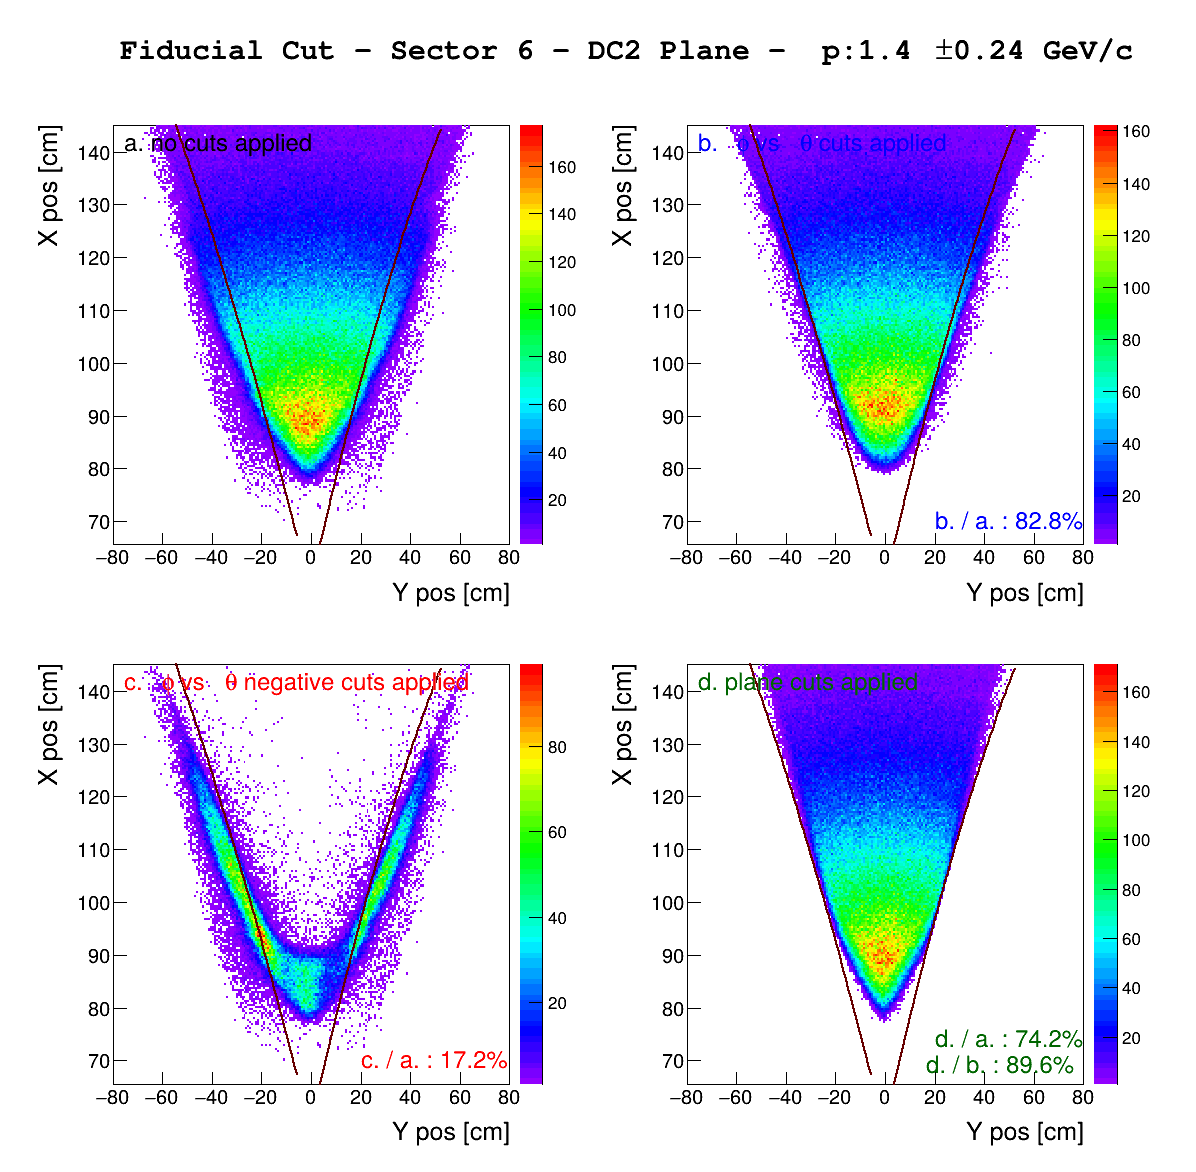 Fiducial Cut – Sector 6 – DC2 Plane – p:1.4 ±0.24 GeV/c
a. no cuts applied
X pos [cm]
140
130
120
110
100
90
80
70
−80 −60 −40 −20 0 20 40 60 80
Y pos [cm]
160
140
120
100
80
60
40
20
b. ϕ vs θ cuts applied
X pos [cm]
140
130
120
110
100
90
80
70
b. / a. : 82.8%
−80 −60 −40 −20 0 20 40 60 80
Y pos [cm]
160
140
120
100
80
60
40
20
c. ϕ vs θ negative cuts applied
X pos [cm]
140
130
120
110
100
90
80
70
c. / a. : 17.2%
−80 −60 −40 −20 0 20 40 60 80
Y pos [cm]
80
60
40
20
d. plane cuts applied
X pos [cm]
140
130
120
110
100
90
80
70
d. / a. : 74.2%
d. / b. : 89.6%
−80 −60 −40 −20 0 20 40 60 80
Y pos [cm]
160
140
120
100
80
60
40
20